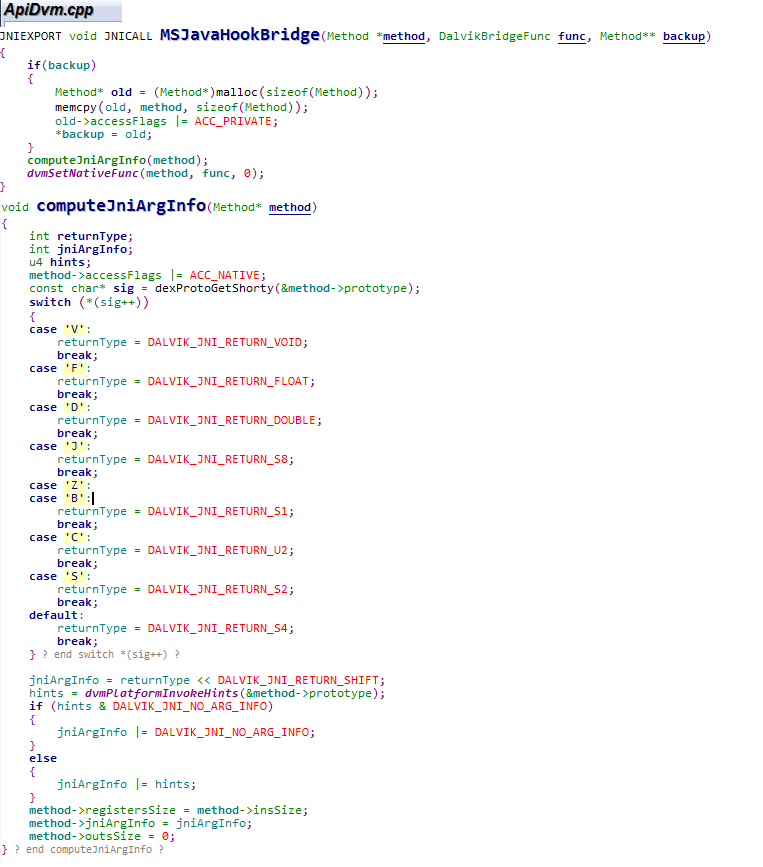 ApiDvm.cpp
JNIEXPORT void JNICALL MSJavaHookBridge(Method *method, DalvikBridgeFunc func, Method** backup)
{
    if(backup)
    {
        Method* old = (Method*)malloc(sizeof(Method));
        memcpy(old, method, sizeof(Method));
        old->accessFlags |= ACC_PRIVATE;
        *backup = old;
    }
    computeJniArgInfo(method);
    dvmSetNativeFunc(method, func, 0);
}
void computeJniArgInfo(Method* method)
{
    int returnType;
    int jniArgInfo;
    u4 hints;
    method->accessFlags |= ACC_NATIVE;
    const char* sig = dexProtoGetShorty(&method->prototype);
    switch (*(sig++))
    {
    case 'V':
        returnType = DALVIK_JNI_RETURN_VOID;
        break;
    case 'F':
        returnType = DALVIK_JNI_RETURN_FLOAT;
        break;
    case 'D':
        returnType = DALVIK_JNI_RETURN_DOUBLE;
        break;
    case 'J':
        returnType = DALVIK_JNI_RETURN_S8;
        break;
    case 'Z':
    case 'B':
        returnType = DALVIK_JNI_RETURN_S1;
        break;
    case 'C':
        returnType = DALVIK_JNI_RETURN_U2;
        break;
    case 'S':
        returnType = DALVIK_JNI_RETURN_S2;
        break;
    default:
        returnType = DALVIK_JNI_RETURN_S4;
        break;
    } ? end switch *(sig++) ?
    jniArgInfo = returnType << DALVIK_JNI_RETURN_SHIFT;
    hints = dvmPlatformInvokeHints(&method->prototype);
    if (hints & DALVIK_JNI_NO_ARG_INFO)
    {
        jniArgInfo |= DALVIK_JNI_NO_ARG_INFO;
    }
    else
    {
        jniArgInfo |= hints;
    }
    method->registersSize = method->insSize;
    method->jniArgInfo = jniArgInfo;
    method->outsSize = 0;
} ? end computeJniArgInfo ?